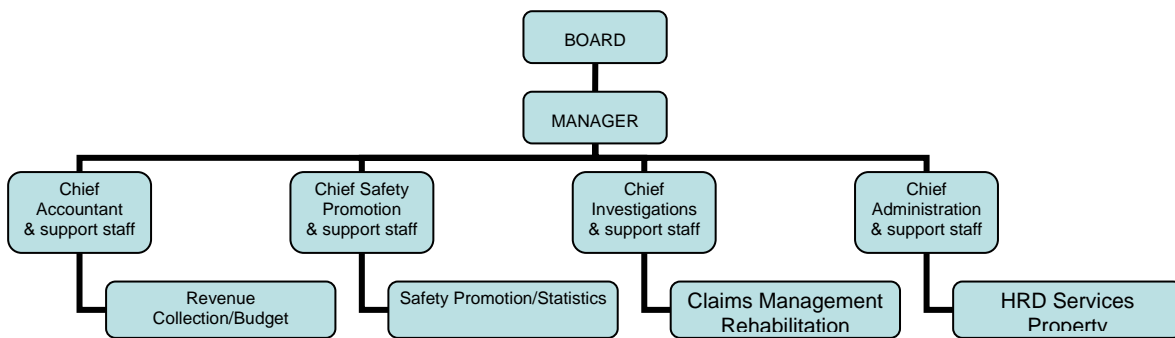 BOARD
MANAGER
Chief
Accountant
& support staff
Chief Safety
Promotion
& support staff
Chief
Investigations
& support staff
Chief
Administration
& support staff
Revenue
Collection/Budget
Safety Promotion/Statistics
Claims Management
Rehabilitation
HRD Services
Property